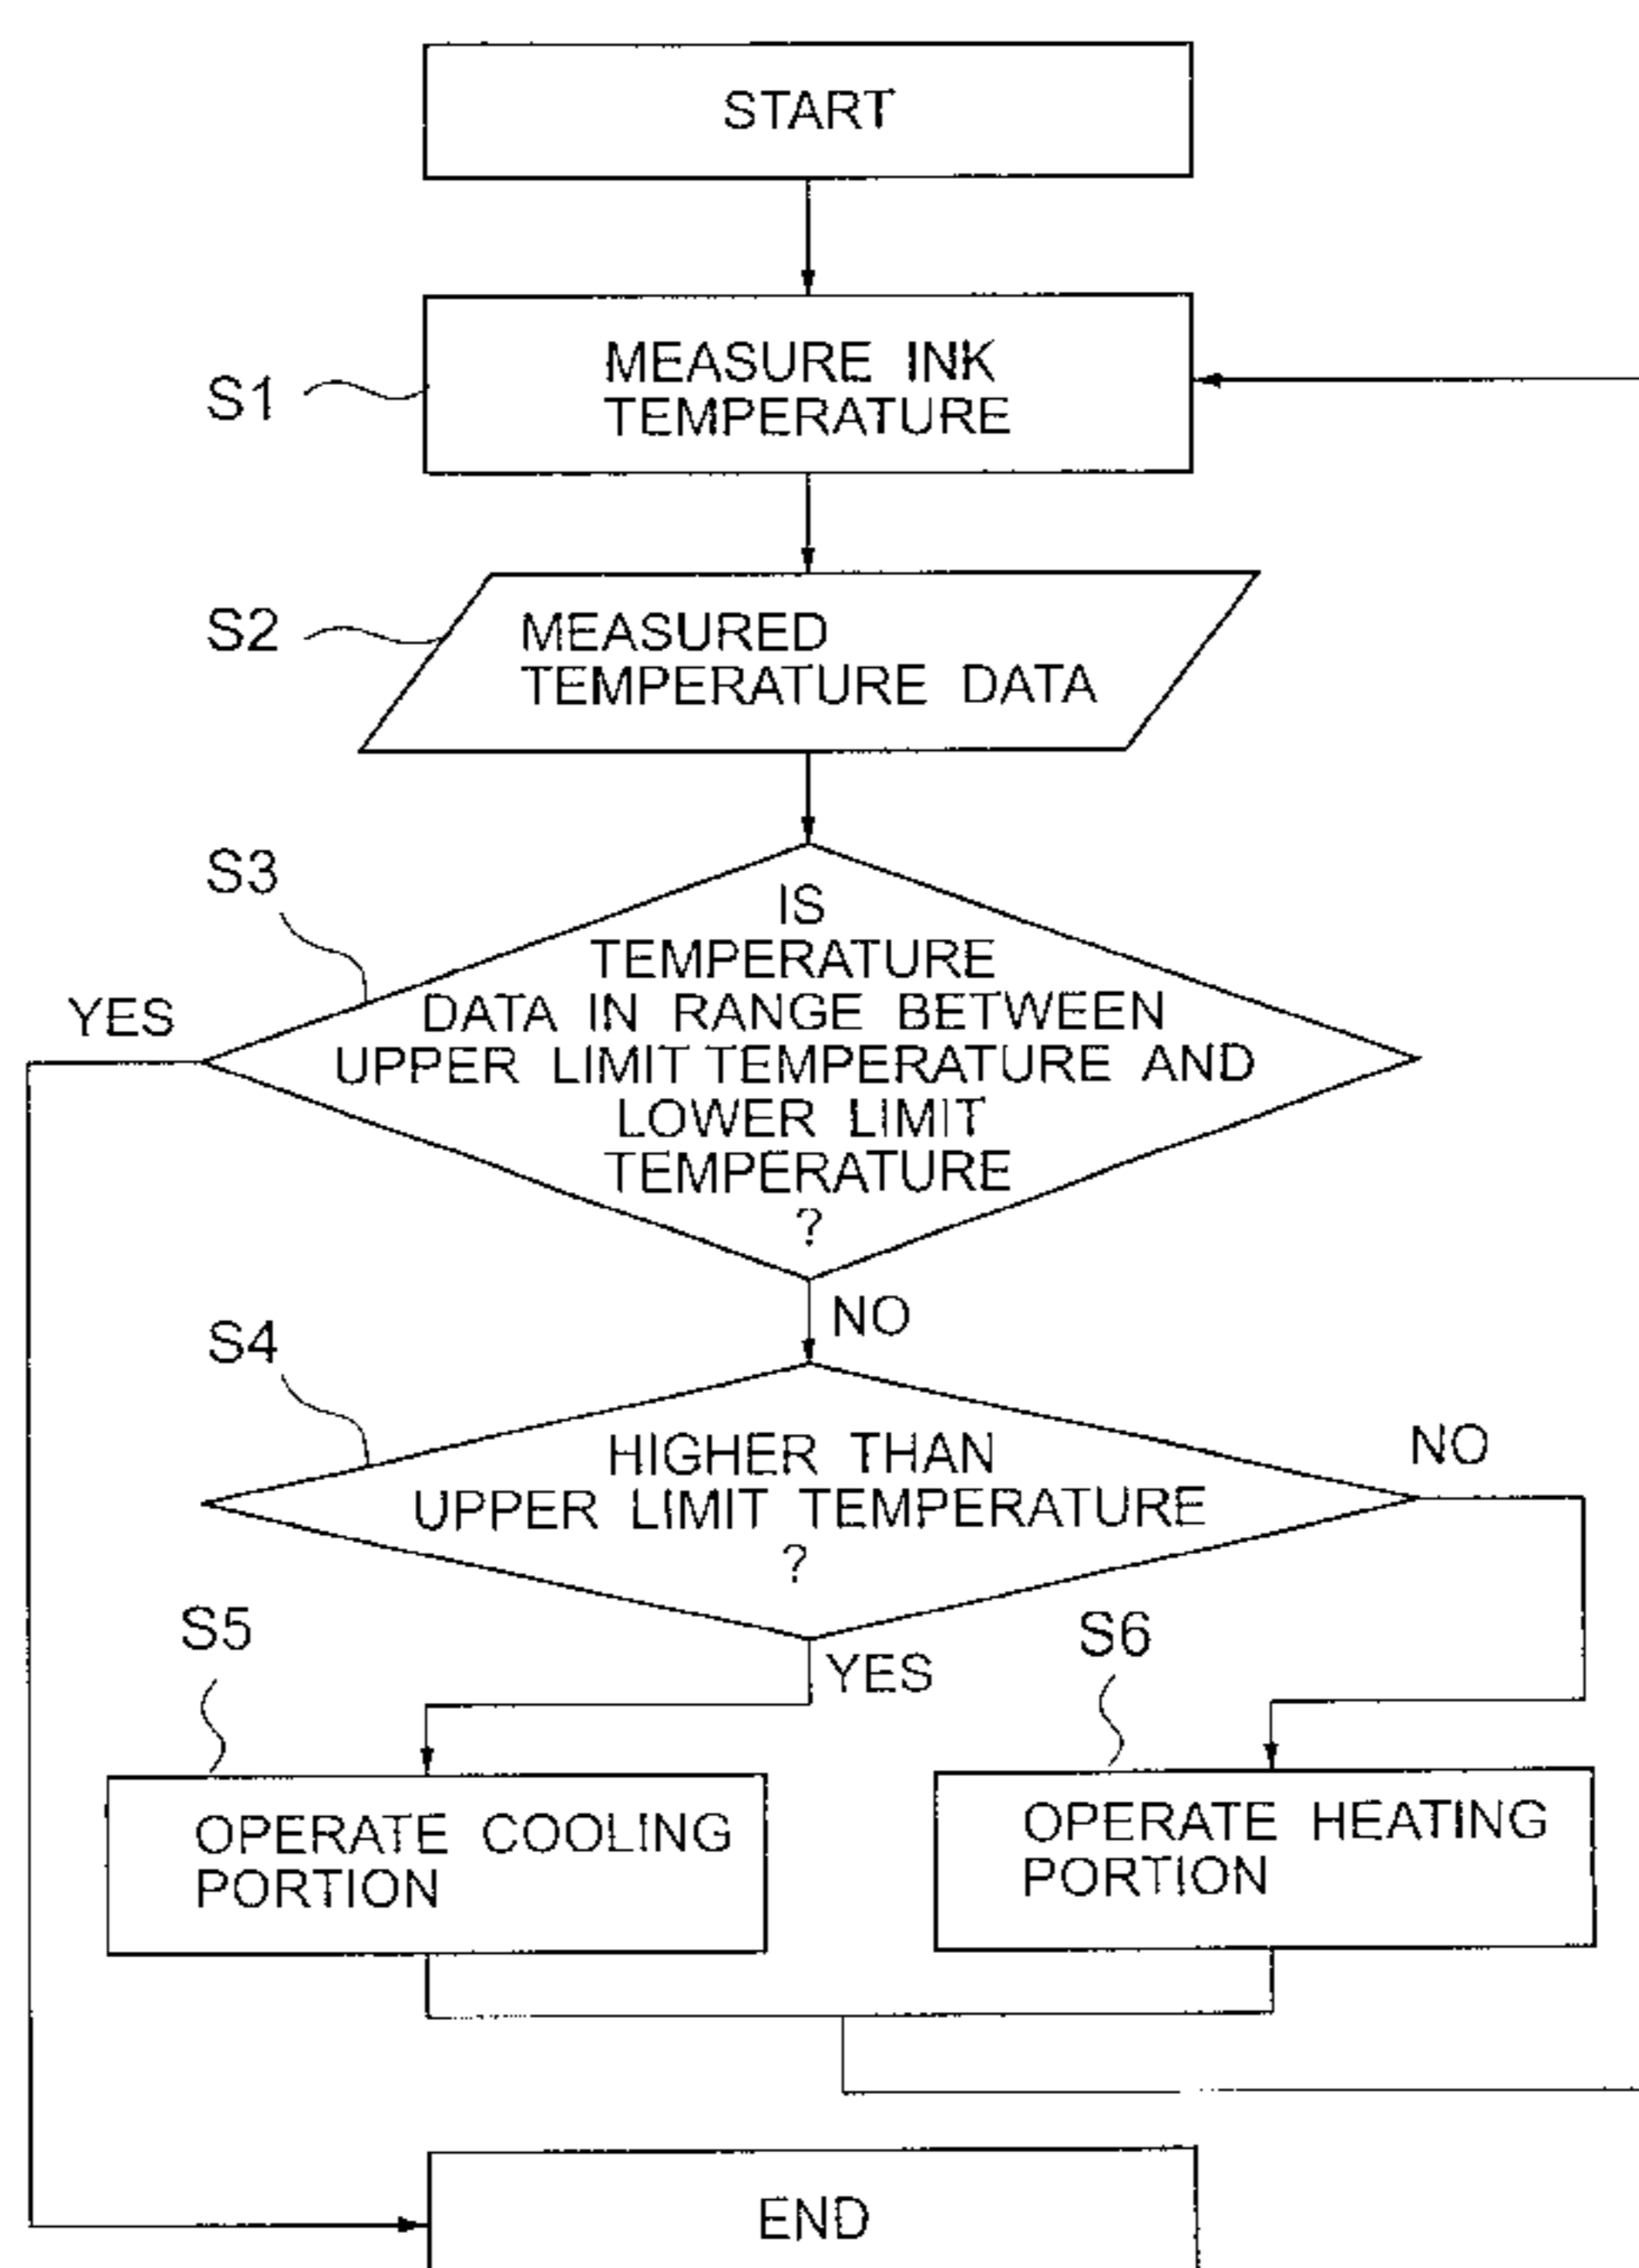 START
S1
MEASURE INK
TEMPERATURE
S2
MEASURED
TEMPERATURE DATA
S3
YES
IS
TEMPERATURE
DATA IN RANGE BETWEEN
UPPER LIMIT TEMPERATURE AND
LOWER LIMIT
TEMPERATURE
?
NO
S4
HIGHER THAN
UPPER LIMIT TEMPERATURE
?
NO
YES
S5
OPERATE COOLING
PORTION
S6
OPERATE HEATING
PORTION
END